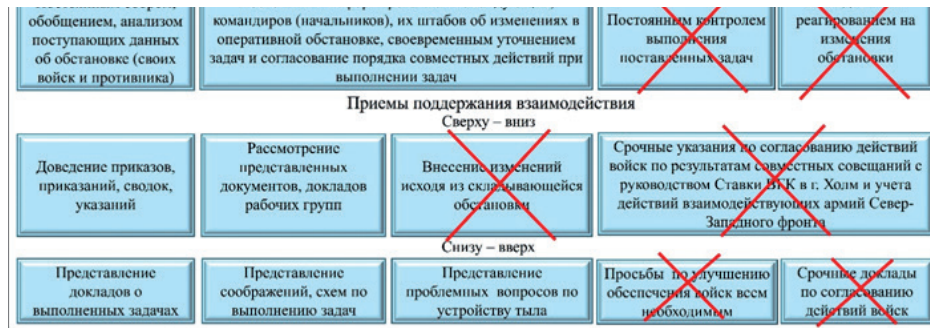 обобщением, анализом
поступающих данных
об обстановке (своих
войск и противника)
командиров (начальников), их штабов об изменениях в
оперативной обстановке, своевременным уточнением
задач и согласование порядка совместных действий при
выполнении задач
Постоянным контролем
выполнения
поставленных задач
реагированием на
изменения
обстановки
Приемы поддержания взаимодействия
Сверху – вниз
Доведение приказов,
приказаний, сводок,
указаний
Рассмотрение
представленных
документов, докладов
рабочих групп
Внесение изменений
исходя из складывающейся
обстановки
Срочные указания по согласованию действий
войск по результатам совместных совещаний с
руководством Ставки ВГК в г. Холм и учета
действий взаимодействующих армий Север-
Западного фронта
Снизу – вверх
Представление
докладов о
выполненных задачах
Представление
соображений, схем по
выполнению задач
Представление
проблемных вопросов по
устройству тыла
Просьбы по улучшению
обеспечения войск всем
необходимым
Срочные доклады
по согласованию
действий войск